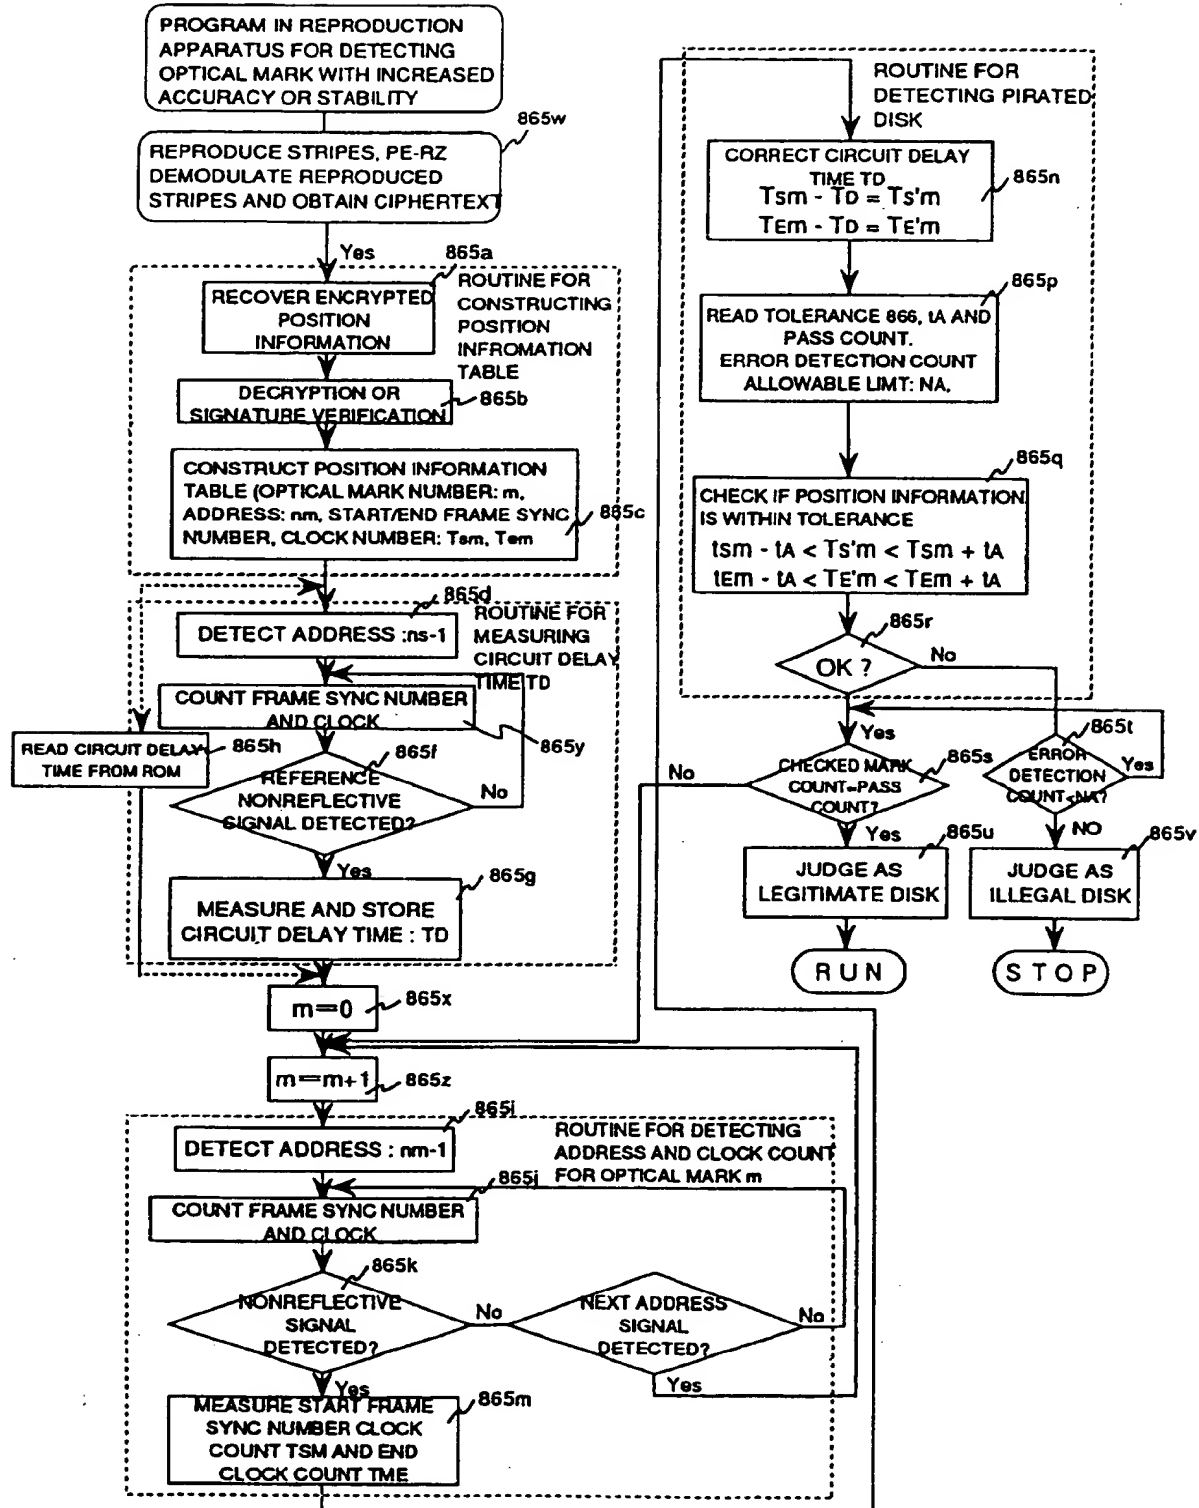 PROGRAM IN REPRODUCTION
APPARATUS FOR DETECTING
OPTICAL MARK WITH INCREASED
ACCURACY OR STABILITY
865w
REPRODUCE STRIPES, PE-RZ
DEMODULATE REPRODUCED
STRIPES AND OBTAIN CIPHERTEXT
Yes
865a
ROUTINE FOR
CONSTRUCTING
POSITION
INFROMATION
TABLE
RECOVER ENCRYPTED
POSITION
INFORMATION
DECRYPTION OR
SIGNATURE VERIFICATION
865b
CONSTRUCT POSITION INFORMATION
TABLE (OPTICAL MARK NUMBER: m,
ADDRESS: nm, START/END FRAME SYNC
NUMBER, CLOCK NUMBER: Tsm, Tem
865c
865d
ROUTINE FOR
MEASURING
CIRCUIT DELAY
TIME TD
DETECT ADDRESS :ns-1
COUNT FRAME SYNC NUMBER
AND CLOCK
865y
READ CIRCUIT DELAY
TIME FROM ROM
865h
865f
REFERENCE
NONREFLECTIVE
SIGNAL DETECTED?
No
Yes
865g
MEASURE AND STORE
CIRCUIT DELAY TIME : TD
m=0
865x
m=m+1
865z
865i
DETECT ADDRESS : nm-1
ROUTINE FOR DETECTING
ADDRESS AND CLOCK COUNT
FOR OPTICAL MARK m
865j
COUNT FRAME SYNC NUMBER
AND CLOCK
865k
NONREFLECTIVE
SIGNAL
DETECTED?
No
NEXT ADDRESS
SIGNAL
DETECTED?
No
Yes
Yes
865m
MEASURE START FRAME
SYNC NUMBER CLOCK
COUNT TSM AND END
CLOCK COUNT TME
ROUTINE FOR
DETECTING PIRATED
DISK
CORRECT CIRCUIT DELAY
TIME TD
Tsm - TD = Ts'm
TEm - TD = TE'm
865n
865p
READ TOLERANCE 866, tA AND
PASS COUNT.
ERROR DETECTION COUNT
ALLOWABLE LIMT: NA,
865q
CHECK IF POSITION INFORMATION
IS WITHIN TOLERANCE
tsm - tA < Ts'm < Tsm + tA
tEm - tA < TE'm < TEm + tA
865r
OK ?
No
Yes
865s
CHECKED MARK
COUNT=PASS
COUNT?
No
Yes
865t
ERROR
DETECTION
COUNT<NA?
Yes
NO
865u
JUDGE AS
LEGITIMATE DISK
865v
JUDGE AS
ILLEGAL DISK
RUN
STOP